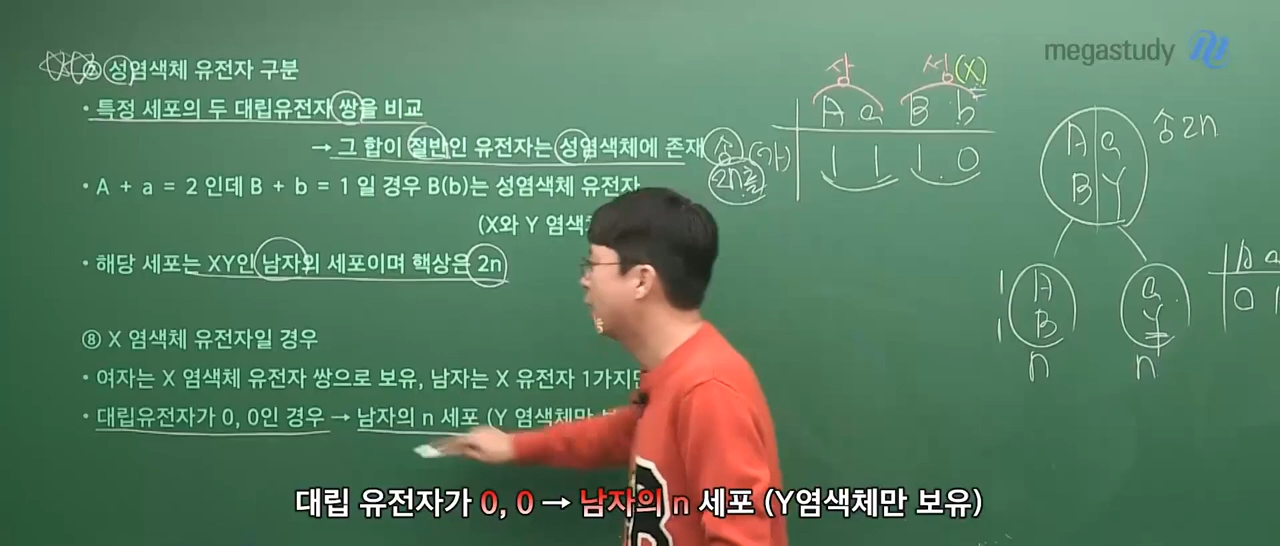 megastudy
⑦ 성염색체 유전자 구분
• 특정 세포의 두 대립유전자 쌍을 비교
→ 그 합이 절반인 유전자는 성염색체에 존재
• A + a = 2 인데 B + b = 1 일 경우 B(b)는 성염색체 유전자
(X와 Y 염색
• 해당 세포는 XY인 남자의 세포이며 핵상은 2n
⑧ X 염색체 유전자일 경우
• 여자는 X 염색체 유전자 쌍으로 보유, 남자는 X 유전자 1가지
• 대립유전자가 0, 0인 경우 → 남자의 n 세포 (Y 염색체만
상 성(X)
A a B b
(가) 1 1 1 0
2n
A a
B Y
2n
1 A
1 B
n
a
Y
n
A a
0 1
대립 유전자가 0, 0 → 남자의 n 세포 (Y염색체만 보유)